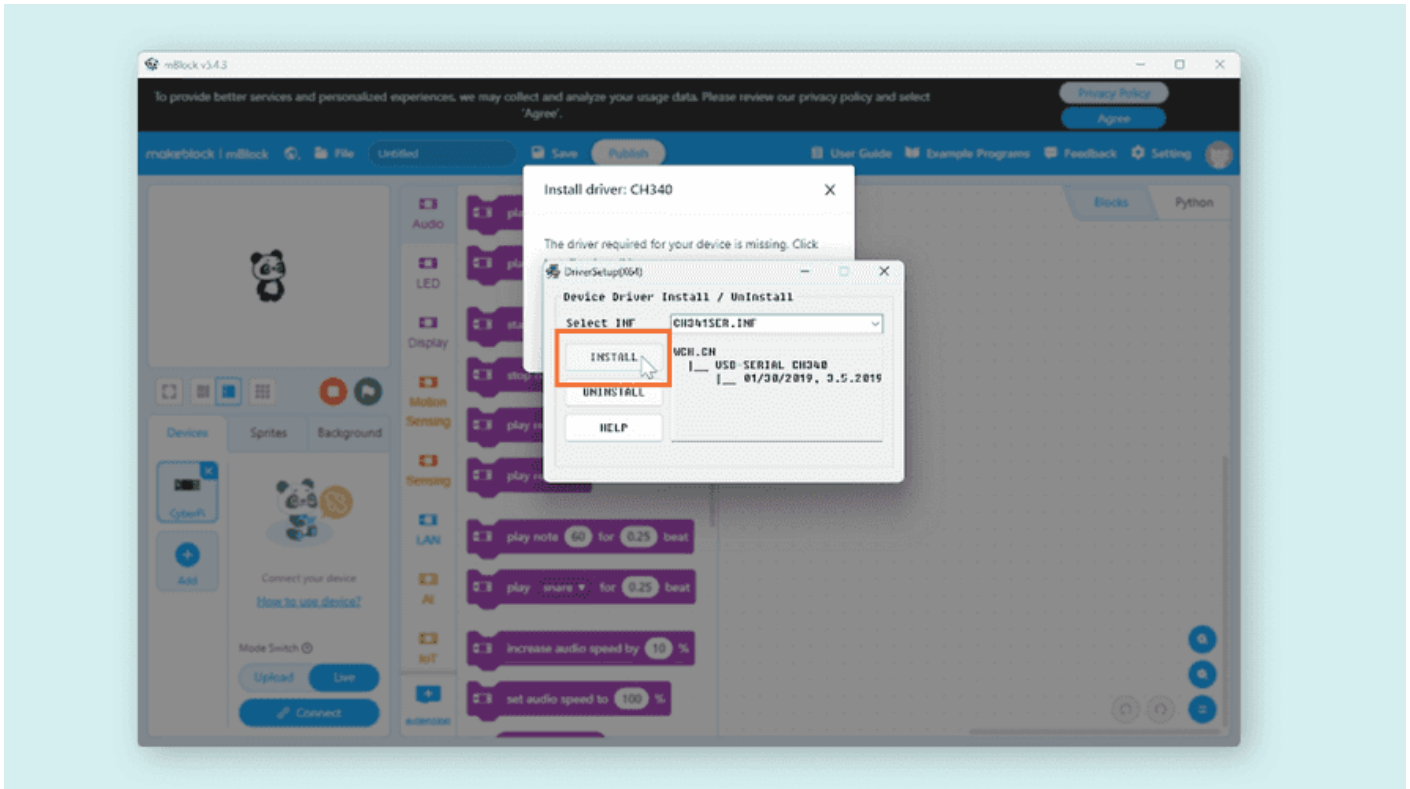 mBlock v5.4.3
To provide better services and personalized experiences, we may collect and analyze your usage data. Please review our privacy policy and select
'Agree'.
Privacy Policy
Agree
makeblock | mBlock
File
Untitled
Save
Publish
User Guide
Example Programs
Feedback
Setting
Install driver: CH340
The driver required for your device is missing. Click
DriverSetup(X64)
Device Driver Install / UnInstall
Select INF
CH341SER.INF
INSTALL
WCH.CN
|__ USB-SERIAL CH340
|__ 01/30/2019, 3.5.2019
UNINSTALL
HELP
Blocks
Python
Audio
LED
Display
Motion
Sensing
Sensing
LAN
AI
IoT
extension
play
stop
play
play
play note 60 for 0.25 beat
play snare for 0.25 beat
increase audio speed by 10 %
set audio speed to 100 %
Devices
Sprites
Background
CyberPi
Add
Connect your device
How to use device?
Mode Switch
Upload
Live
Connect